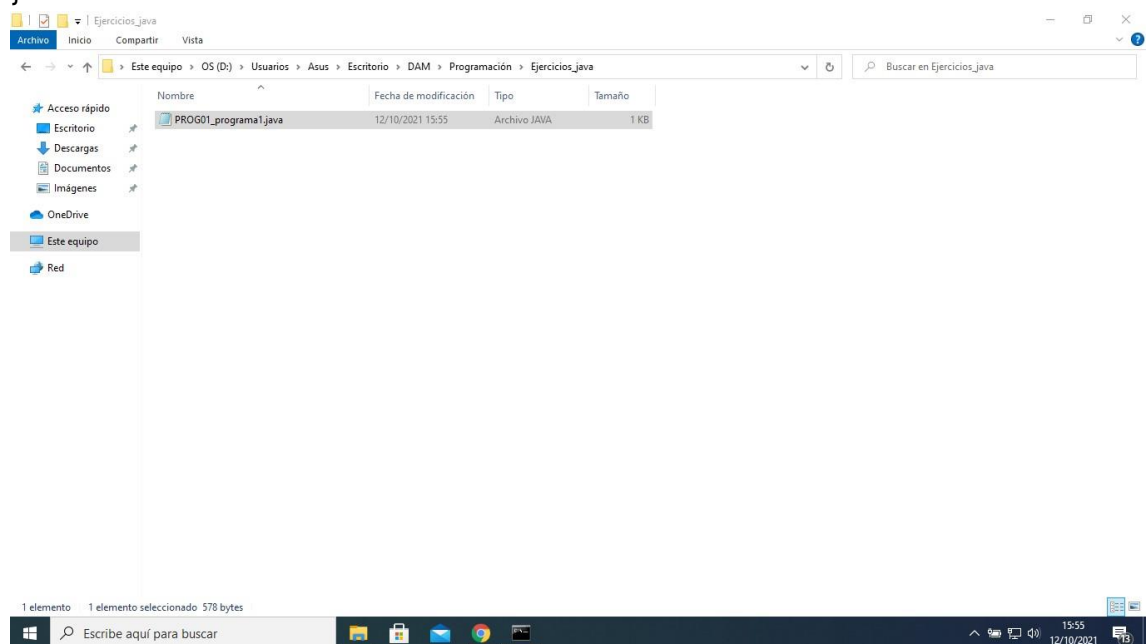 Ejercicios_java
Archivo Inicio Compartir Vista
Este equipo > OS (D:) > Usuarios > Asus > Escritorio > DAM > Programación > Ejercicios_java
Buscar en Ejercicios_java
Nombre Fecha de modificación Tipo Tamaño
PROG01_programa1.java 12/10/2021 15:55 Archivo JAVA 1 KB
Acceso rápido
Escritorio
Descargas
Documentos
Imágenes
OneDrive
Este equipo
Red
1 elemento 1 elemento seleccionado 578 bytes
Escribe aquí para buscar
15:55
12/10/2021
13